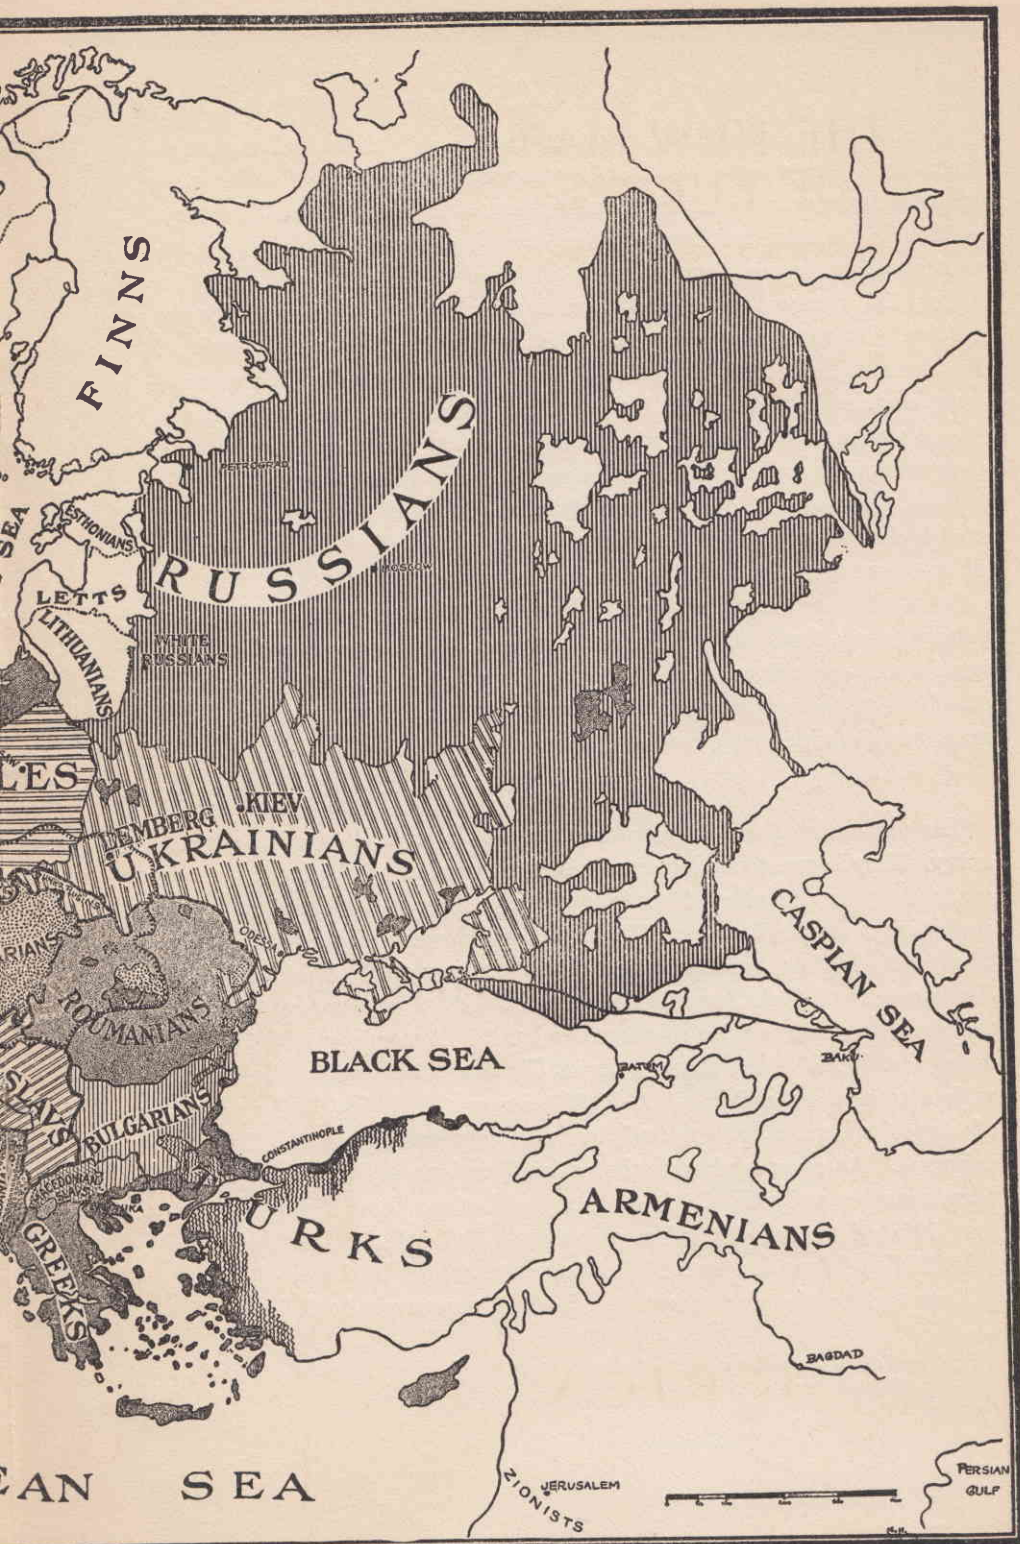 FINNS
SEA
PETROGRAD
ESTHONIANS
RUSSIANS
MOSCOW
LETTS
LITHUANIANS
WHITE
RUSSIANS
LES
KIEV
LEMBERG
UKRAINIANS
ODESSA
ARIANS
ROUMANIANS
CASPIAN SEA
BLACK SEA
BATUM
BAKU
SLAVS
BULGARIANS
CONSTANTINOPLE
MACEDONIAN
SLAVS
TURKS
ARMENIANS
GREEKS
BAGDAD
EAN SEA
ZIONISTS
JERUSALEM
PERSIAN
GULF